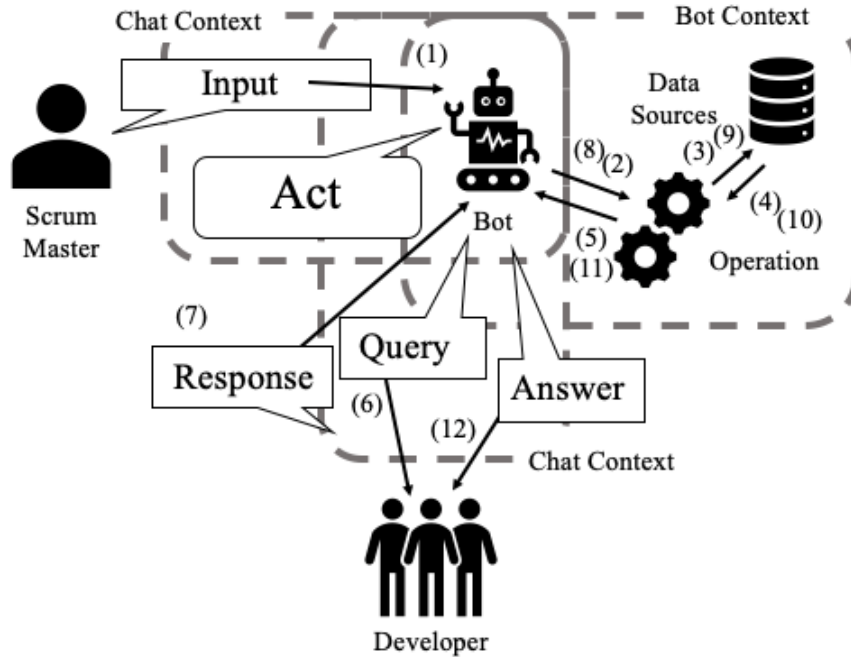 Chat Context
Bot Context
(1)
Input
Data
Sources
(9)
(3)
(8)
(2)
Act
(4)
(10)
Scrum
Master
Bot
(5)
(11)
Operation
(7)
Query
Response
Answer
(6)
(12)
Chat Context
Developer